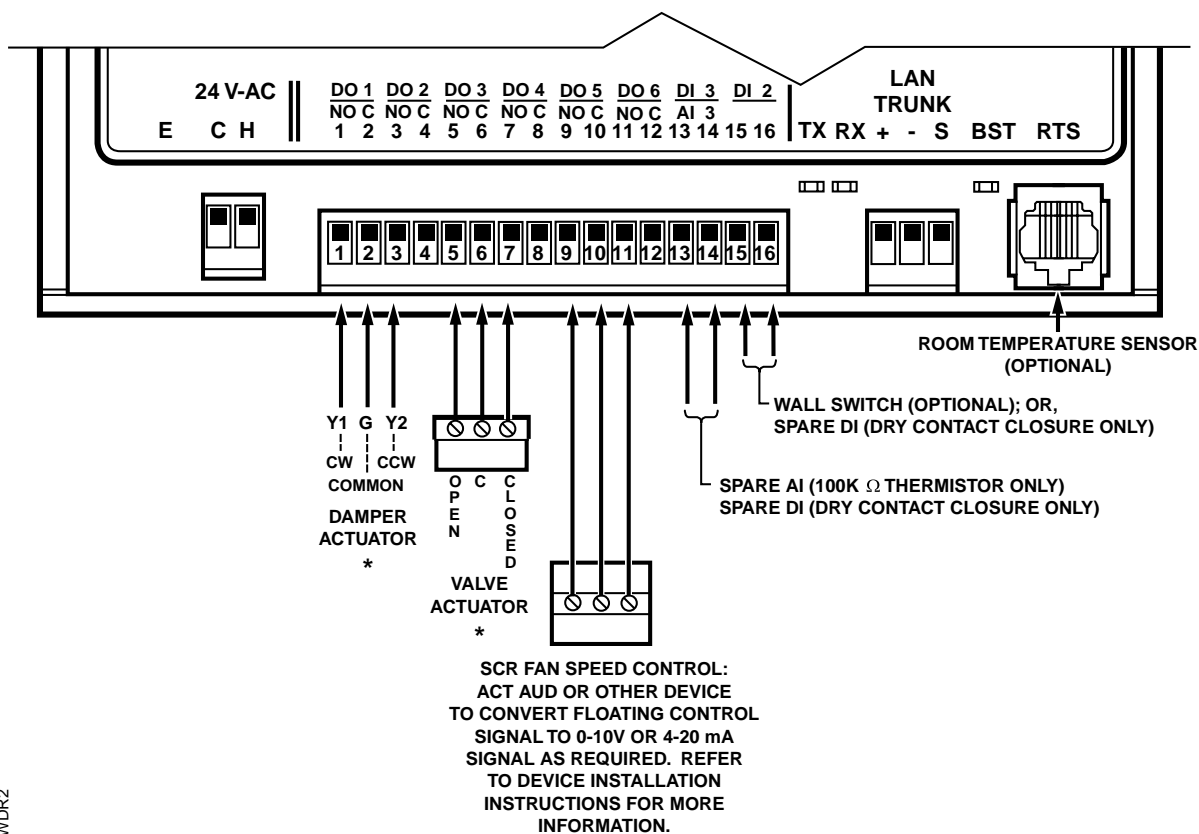 24 V-AC
E C H
DO 1 DO 2 DO 3 DO 4 DO 5 DO 6 DI 3 DI 2
NO C NO C NO C NO C NO C NO C AI 3
1 2 3 4 5 6 7 8 9 10 11 12 13 14 15 16
LAN
TRUNK
TX RX + - S BST RTS
1 2 3 4 5 6 7 8 9 10 11 12 13 14 15 16
ROOM TEMPERATURE SENSOR
(OPTIONAL)
WALL SWITCH (OPTIONAL); OR,
SPARE DI (DRY CONTACT CLOSURE ONLY)
SPARE AI (100K Ω THERMISTOR ONLY)
SPARE DI (DRY CONTACT CLOSURE ONLY)
Y1 G Y2
CW CCW
COMMON
DAMPER
ACTUATOR
*
OPEN
C
CLOSED
VALVE
ACTUATOR
*
SCR FAN SPEED CONTROL:
ACT AUD OR OTHER DEVICE
TO CONVERT FLOATING CONTROL
SIGNAL TO 0-10V OR 4-20 mA
SIGNAL AS REQUIRED. REFER
TO DEVICE INSTALLATION
INSTRUCTIONS FOR MORE
INFORMATION.